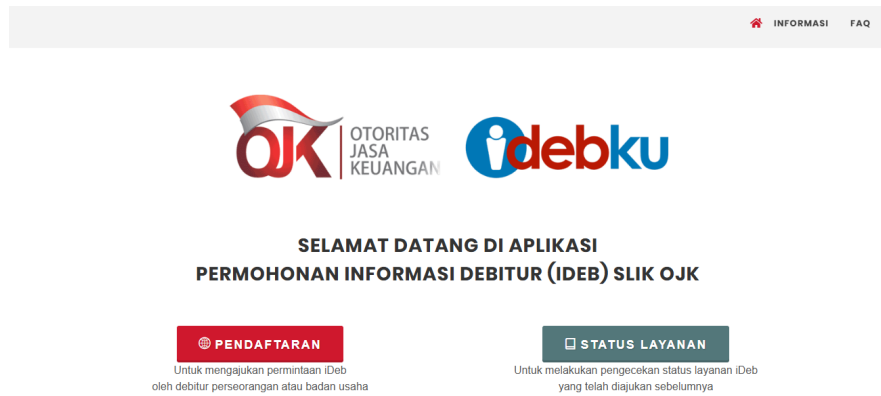 INFORMASI FAQ
OJK
OTORITAS
JASA
KEUANGAN
idebku
SELAMAT DATANG DI APLIKASI
PERMOHONAN INFORMASI DEBITUR (IDEB) SLIK OJK
PENDAFTARAN
Untuk mengajukan permintaan iDeb
oleh debitur perseorangan atau badan usaha
STATUS LAYANAN
Untuk melakukan pengecekan status layanan iDeb
yang telah diajukan sebelumnya